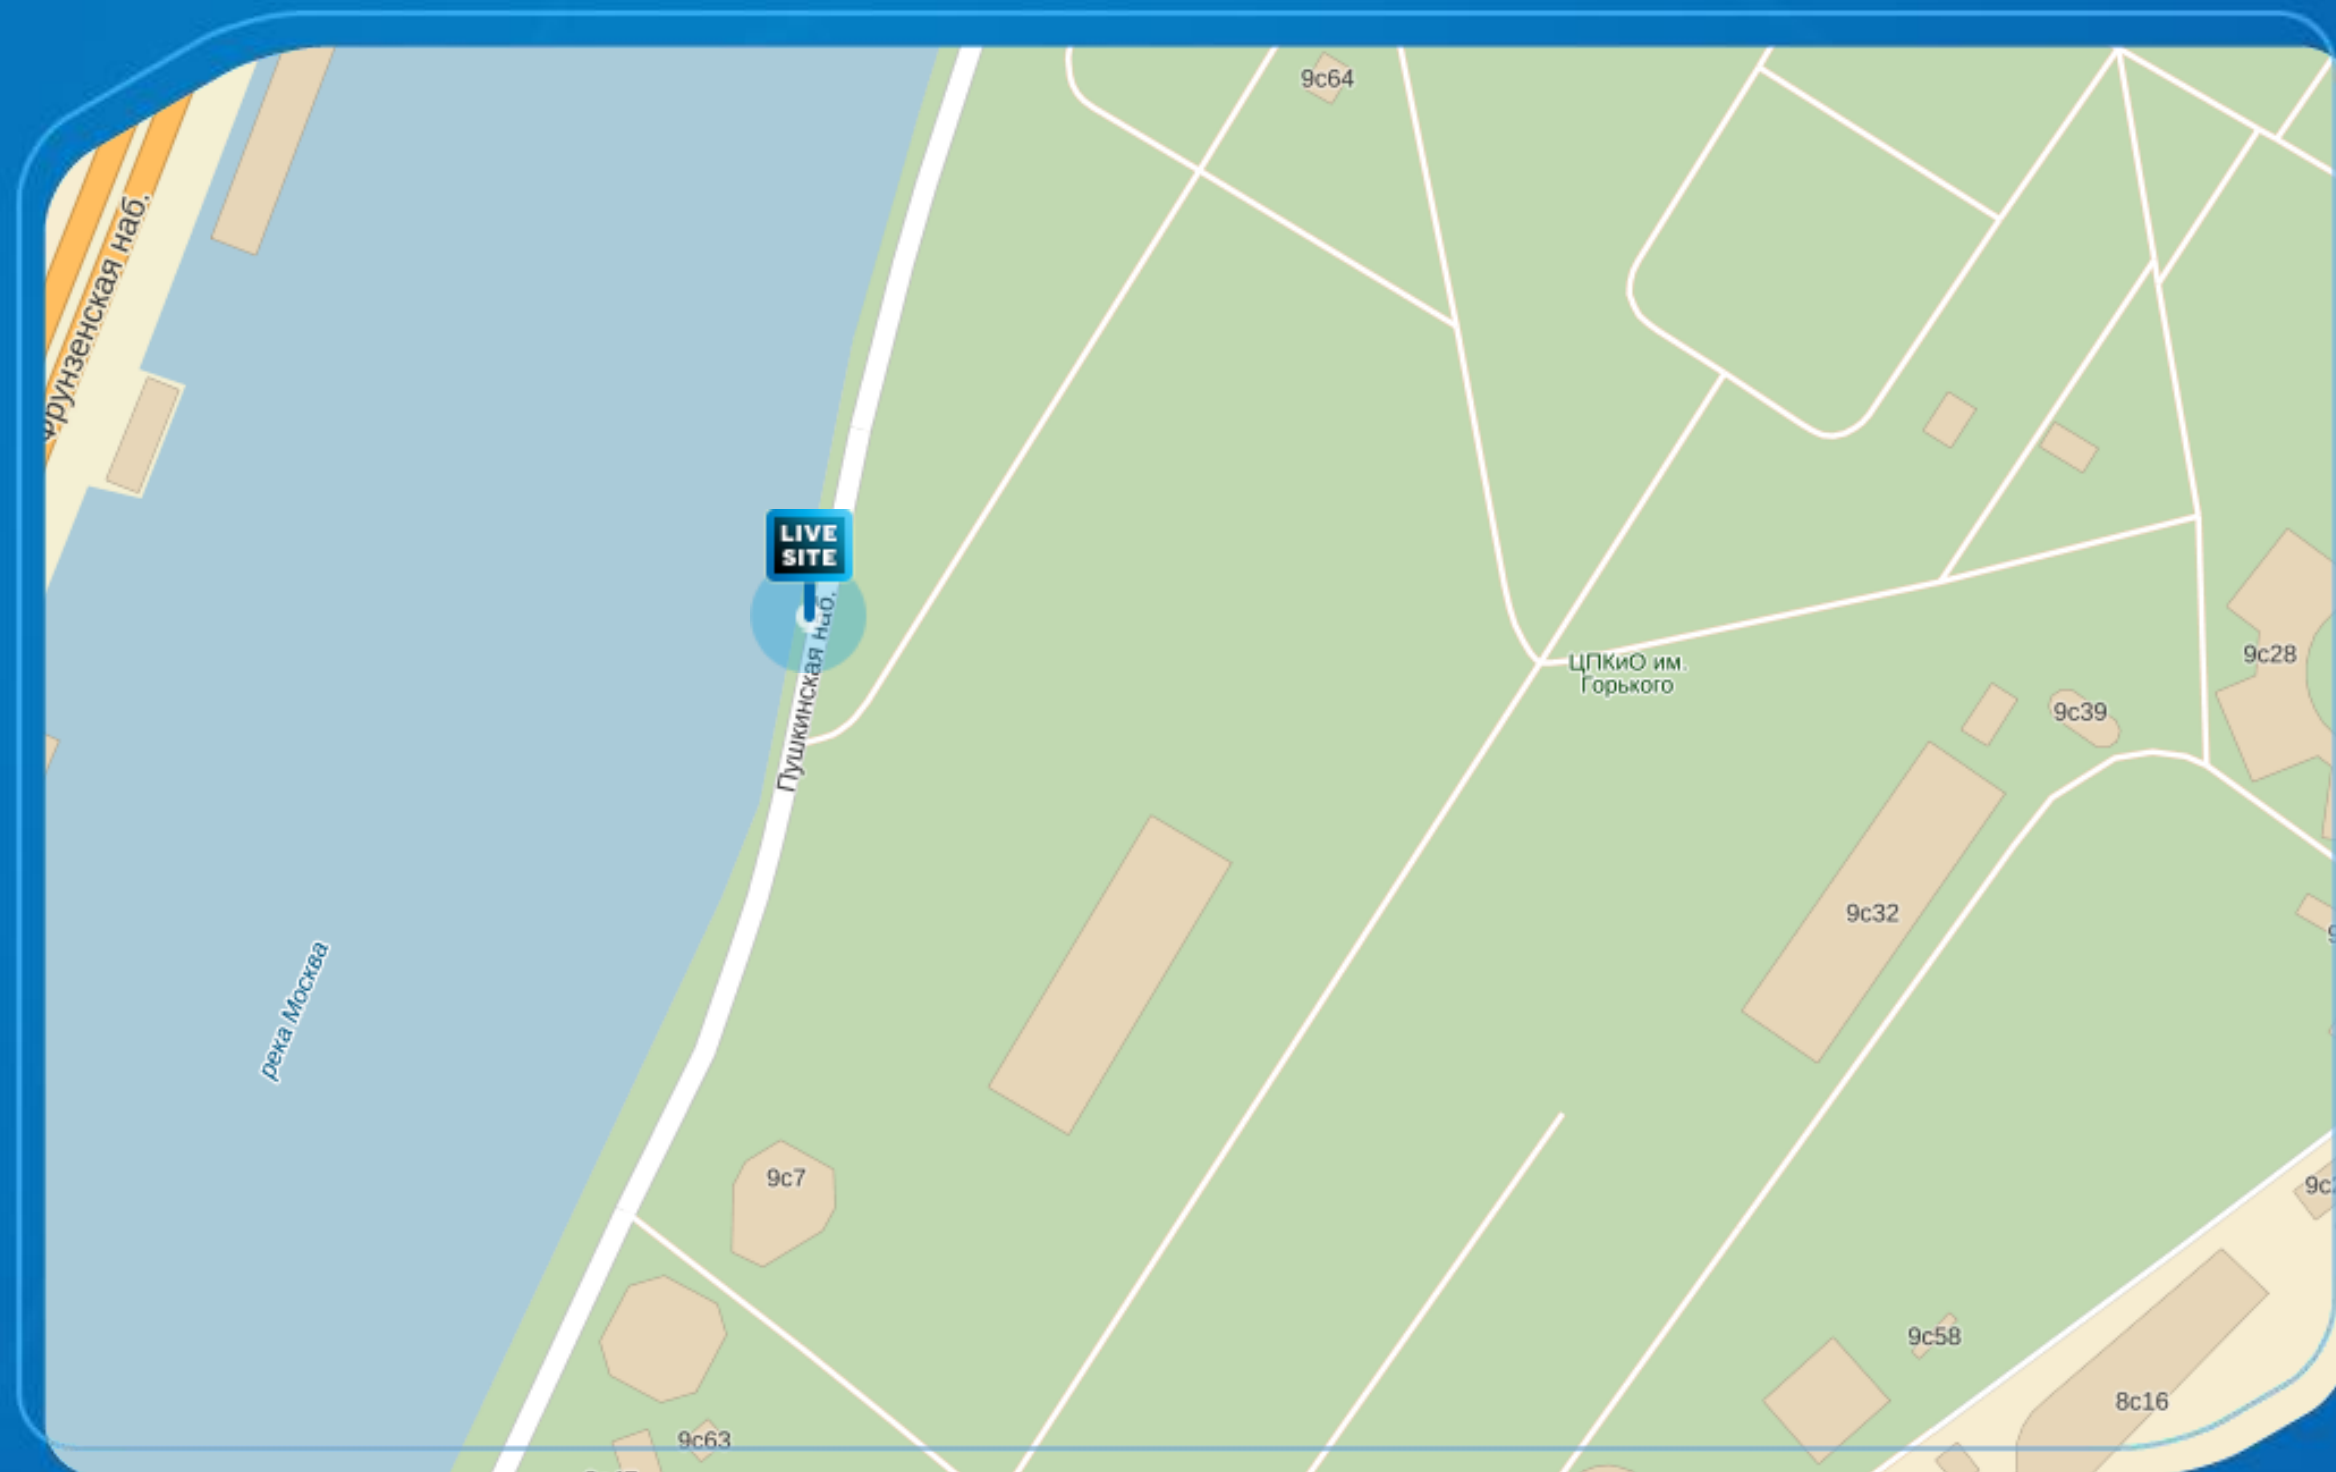 9с64
Фрунзенская наб.
LIVE
SITE
Пушкинская наб.
ЦПКиО им.
Горького
9с28
9с39
9с32
река Москва
9с7
9с58
8с16
9с63